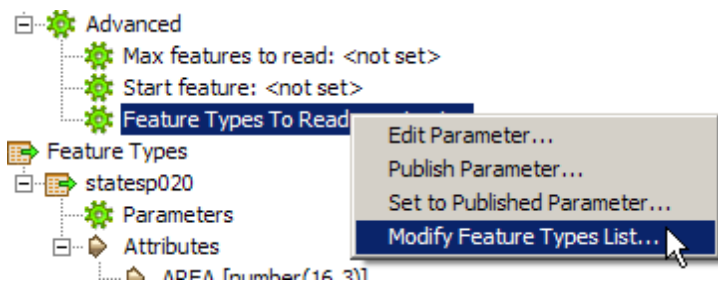 Advanced
Max features to read: <not set>
Start feature: <not set>
Feature Types To Read
Edit Parameter...
Publish Parameter...
Set to Published Parameter...
Modify Feature Types List...
Feature Types
statesp020
Parameters
Attributes
AREA [number(16,3)]